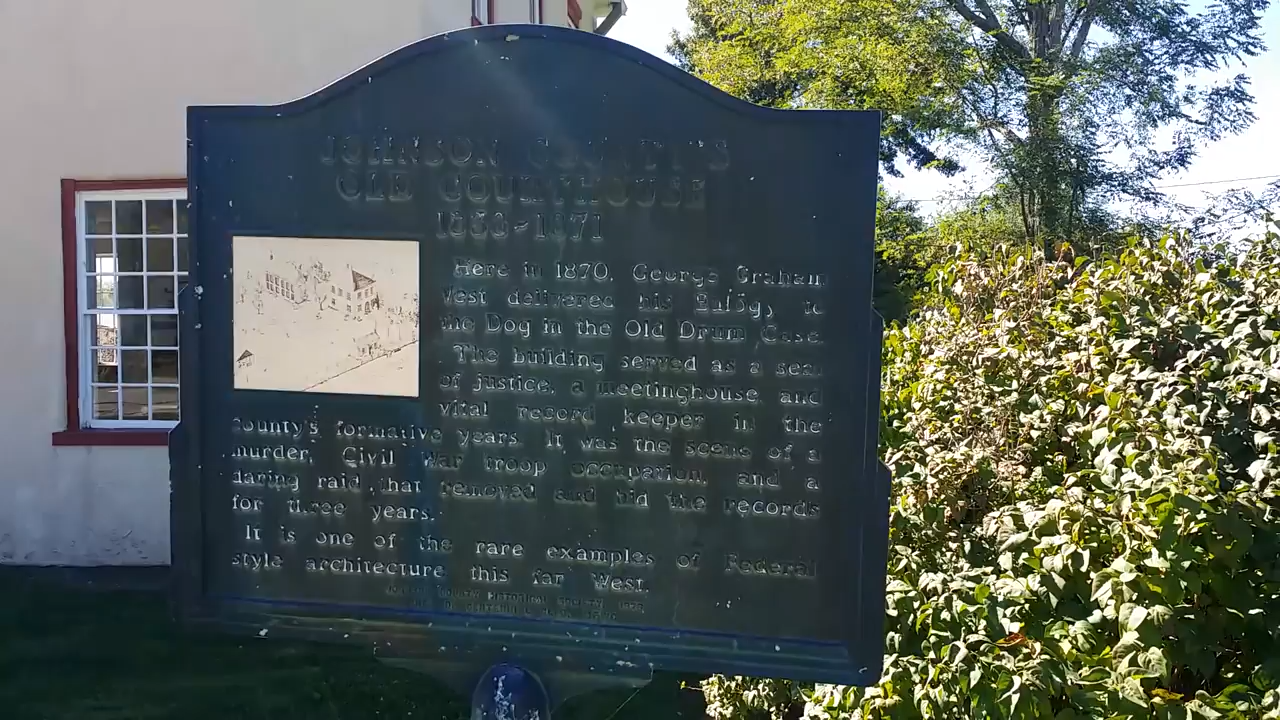 JOHNSON COUNTY'S
OLD COURTHOUSE
Here in 1870, George Graham
Vest delivered his Eulogy to
the Dog in the Old Drum Case.
The building served as a seat
of justice, a meetinghouse, and
vital record keeper in the
county's formative years. It was the scene of a
murder, Civil War troop occupation, and a
daring raid that removed and hid the records
for three years.
It is one of the rare examples of Federal
style architecture this far West.